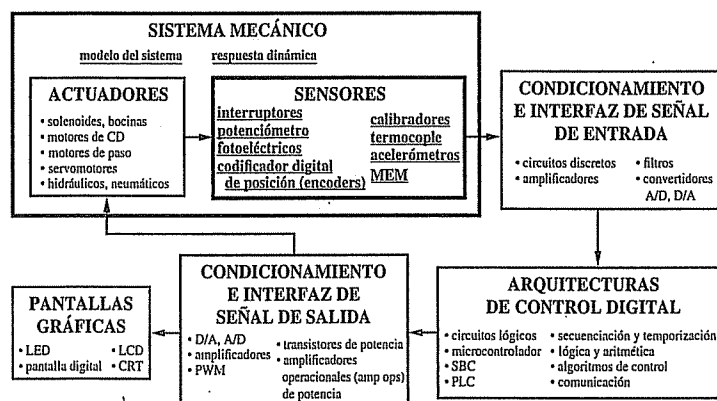 SISTEMA MECÁNICO
modelo del sistema
respuesta dinámica
ACTUADORES
• solenoides, bocinas
• motores de CD
• motores de paso
• servomotores
• hidráulicos, neumáticos
SENSORES
interruptores
potenciómetro
fotoeléctricos
codificador digital
de posición (encoders)
calibradores
termocople
acelerómetros
MEM
CONDICIONAMIENTO
E INTERFAZ DE SEÑAL
DE ENTRADA
• circuitos discretos
• amplificadores
• filtros
• convertidores
A/D, D/A
PANTALLAS
GRÁFICAS
• LED
• pantalla digital
• LCD
• CRT
CONDICIONAMIENTO
E INTERFAZ DE
SEÑAL DE SALIDA
• D/A, A/D
• amplificadores
• PWM
• transistores de potencia
• amplificadores
operacionales (amp ops)
de potencia
ARQUITECTURAS
DE CONTROL DIGITAL
• circuitos lógicos
• microcontrolador
• SBC
• PLC
• secuenciación y temporización
• lógica y aritmética
• algoritmos de control
• comunicación